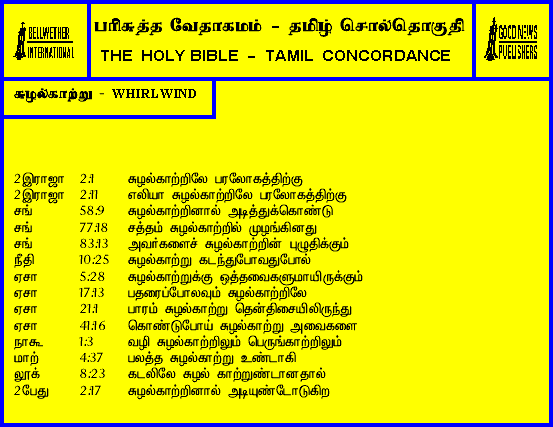 BELLWETHER
INTERNATIONAL
பரிசுத்த வேதாகமம் - தமிழ் சொல்தொகுதி
THE HOLY BIBLE - TAMIL CONCORDANCE
GOOD NEWS
PUBLISHERS
சுழல்காற்று - WHIRLWIND
2இராஜா 2:1 சுழல்காற்றிலே பரலோகத்திற்கு
2இராஜா 2:11 எலியா சுழல்காற்றிலே பரலோகத்திற்கு
சங் 58:9 சுழல்காற்றினால் அடித்துக்கொண்டு
சங் 77:18 சத்தம் சுழல்காற்றில் முழங்கினது
சங் 83:13 அவர்களைச் சுழல்காற்றின் புழுதிக்கும்
நீதி 10:25 சுழல்காற்று கடந்துபோவதுபோல்
ஏசா 5:28 சுழல்காற்றுக்கு ஒத்தவைகளுமாயிருக்கும்
ஏசா 17:13 பதரைப்போலவும் சுழல்காற்றிலே
ஏசா 21:1 பாரம் சுழல்காற்று தென்திசையிலிருந்து
ஏசா 41:16 கொண்டுபோய் சுழல்காற்று அவைகளை
நாகூ 1:3 வழி சுழல்காற்றிலும் பெருங்காற்றிலும்
மாற் 4:37 பலத்த சுழல்காற்று உண்டாகி
லூக் 8:23 கடலிலே சுழல் காற்றுண்டானதால்
2பேது 2:17 சுழல்காற்றினால் அடியுண்டோடுகிற